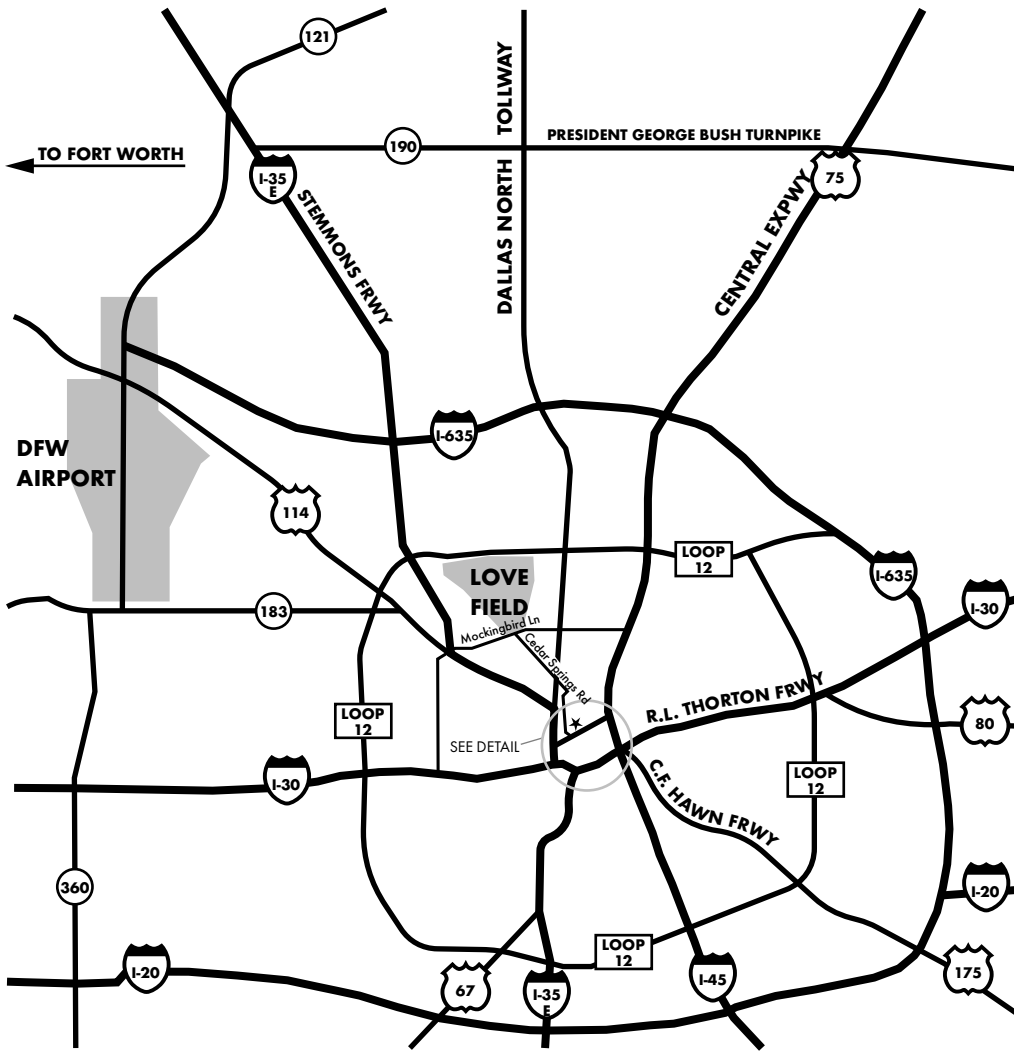 121
TO FORT WORTH
190
DALLAS NORTH TOLLWAY
PRESIDENT GEORGE BUSH TURNPIKE
I-35
E
75
STEMMONS FRWY
CENTRAL EXPWY
I-635
DFW
AIRPORT
114
LOOP
12
I-635
LOVE
FIELD
I-30
183
Mockingbird Ln
Cedar Springs Rd
R.L. THORTON FRWY
LOOP
12
80
SEE DETAIL
I-30
C.F. HAWN FRWY
LOOP
12
360
I-20
LOOP
12
I-20
67
I-35
E
I-45
175